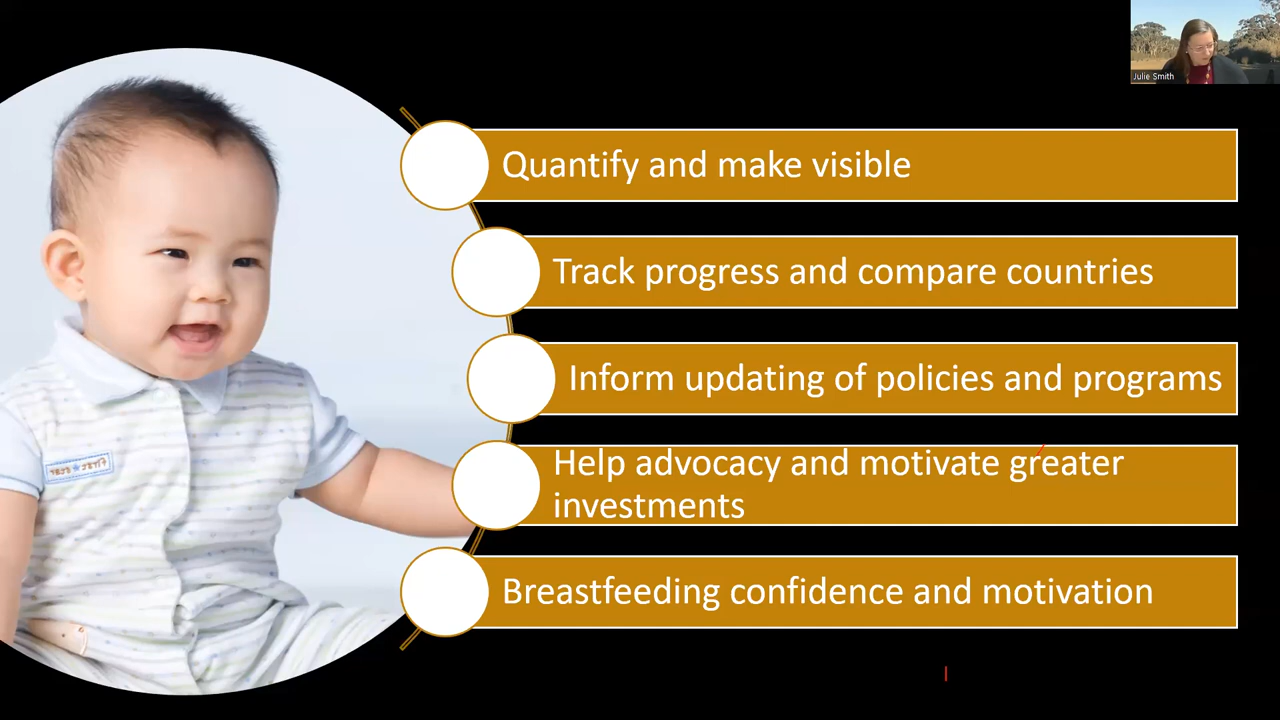 Julie Smith
Quantify and make visible
Track progress and compare countries
Inform updating of policies and programs
Help advocacy and motivate greater
investments
Breastfeeding confidence and motivation